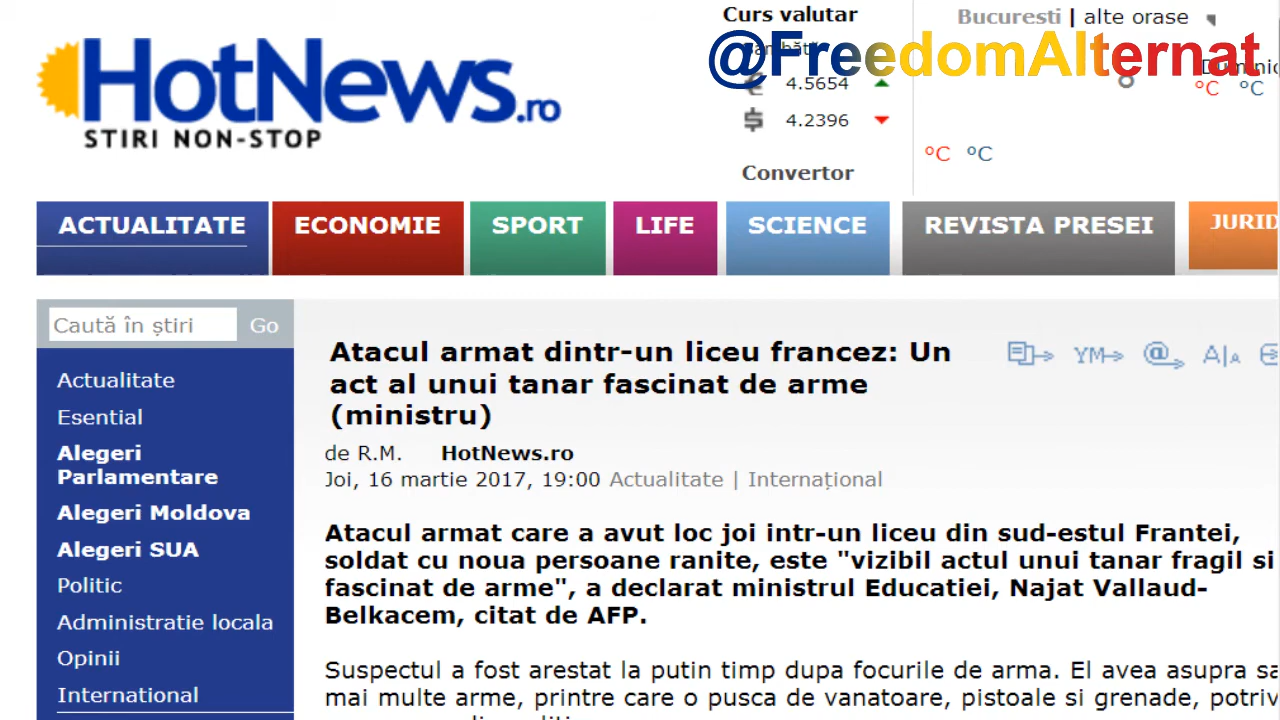 Curs valutar
Bucuresti | alte orase
@FreedomAlternat
HotNews.ro
STIRI NON-STOP
€ 4.5654
$ 4.2396
°C °C
°C °C
Convertor
ACTUALITATE ECONOMIE SPORT LIFE SCIENCE REVISTA PRESEI
Caută în știri Go
Atacul armat dintr-un liceu francez: Un
act al unui tanar fascinat de arme
(ministru)
YM @ A|A
de R.M. HotNews.ro
Joi, 16 martie 2017, 19:00 Actualitate | Internațional
Atacul armat care a avut loc joi intr-un liceu din sud-estul Frantei,
soldat cu noua persoane ranite, este "vizibil actul unui tanar fragil si
fascinat de arme", a declarat ministrul Educatiei, Najat Vallaud-
Belkacem, citat de AFP.
Suspectul a fost arestat la putin timp dupa focurile de arma. El avea asupra sa
mai multe arme, printre care o pusca de vanatoare, pistoale si grenade, potriv
Actualitate
Esential
Alegeri
Parlamentare
Alegeri Moldova
Alegeri SUA
Politic
Administratie locala
Opinii
International